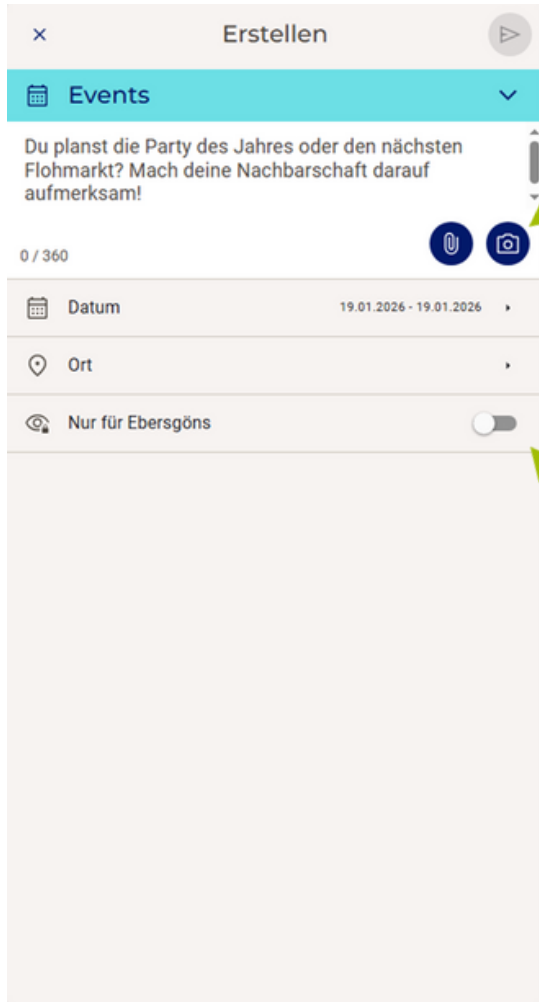 Erstellen
Events
Du planst die Party des Jahres oder den nächsten
Flohmarkt? Mach deine Nachbarschaft darauf
aufmerksam!
0 / 360
Datum 19.01.2026 - 19.01.2026
Ort
Nur für Ebersgöns